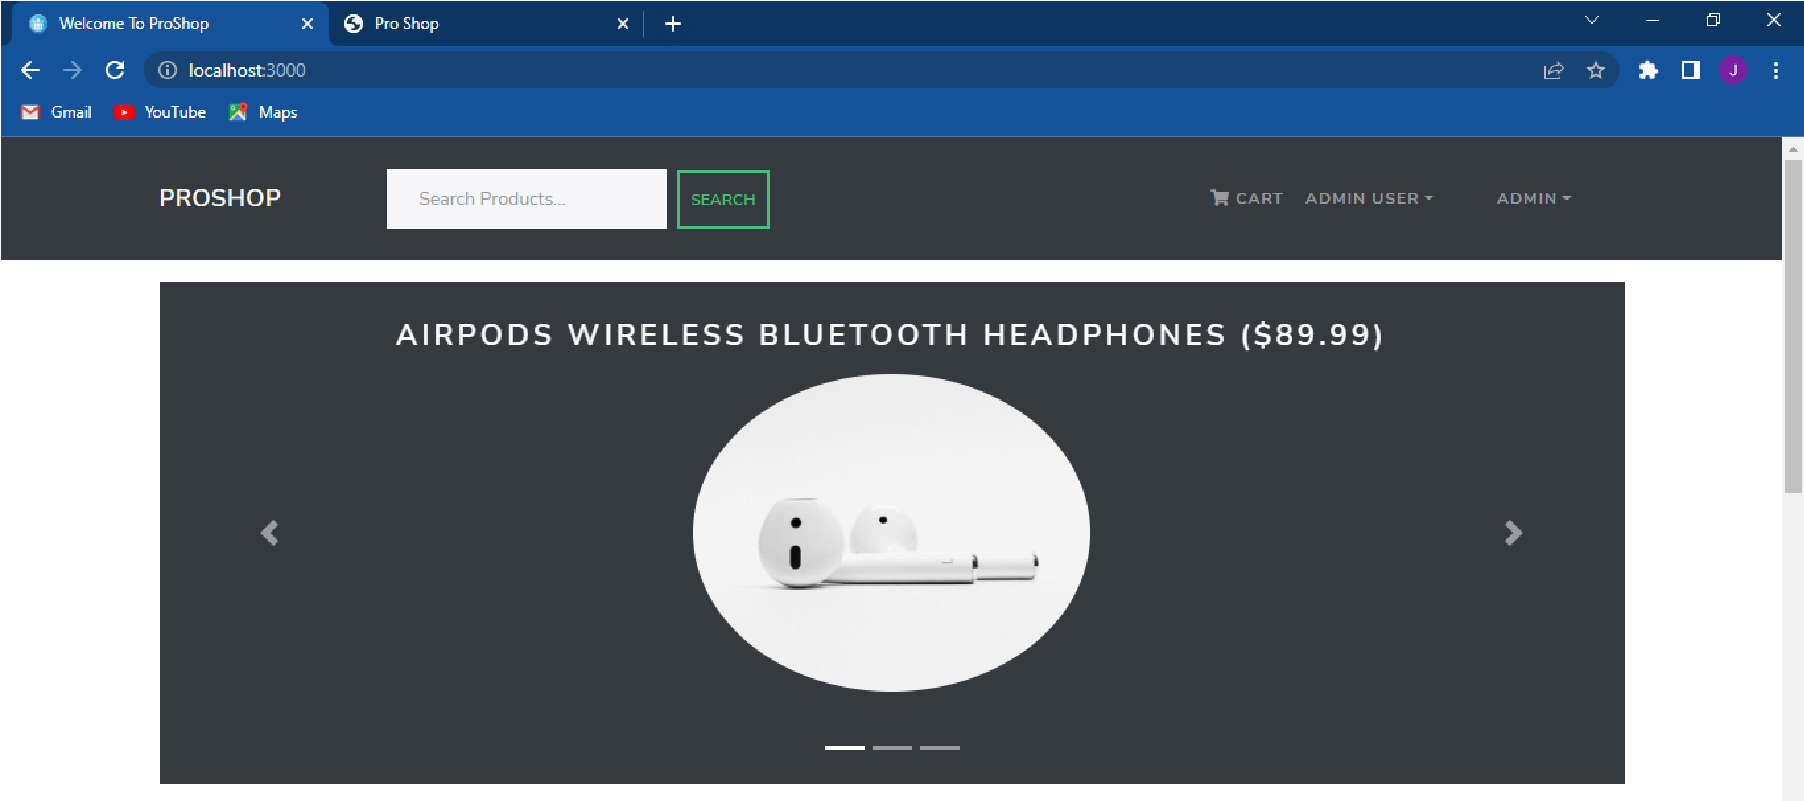 Welcome To ProShop
Pro Shop
localhost:3000
J
Gmail
YouTube
Maps
PROSHOP
Search Products...
SEARCH
CART
ADMIN USER
ADMIN
AIRPODS WIRELESS BLUETOOTH HEADPHONES ($89.99)